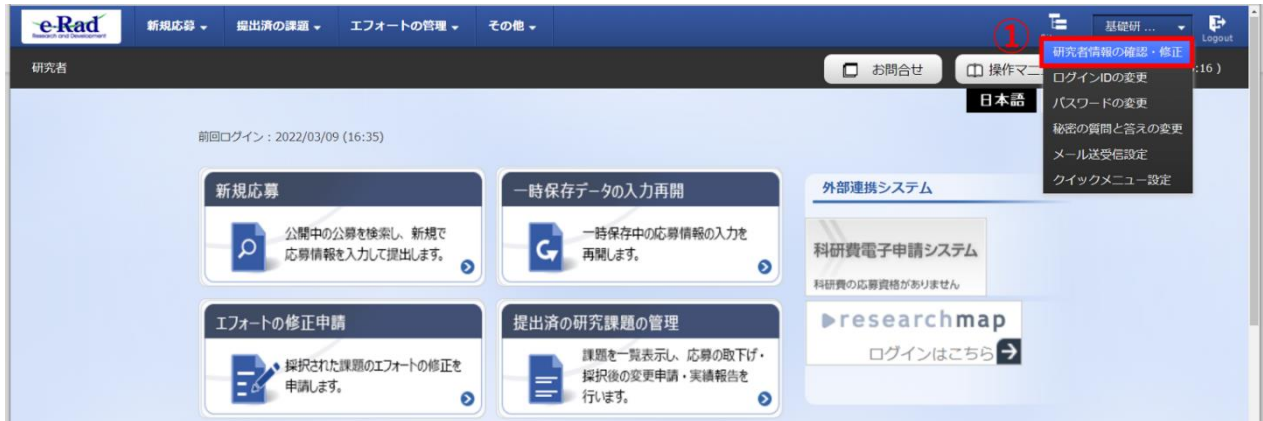 e-Rad
Research and Development
新規応募
提出済の課題
エフォートの管理
その他
①
基礎研 ...
Logout
研究者
お問合せ
操作マニ
:16 )
日本語
研究者情報の確認・修正
ログインIDの変更
パスワードの変更
秘密の質問と答えの変更
メール送受信設定
クイックメニュー設定
前回ログイン：2022/03/09 (16:35)
新規応募
公開中の公募を検索し、新規で
応募情報を入力して提出します。
一時保存データの入力再開
一時保存中の応募情報の入力を
再開します。
外部連携システム
科研費電子申請システム
科研費の応募資格がありません
エフォートの修正申請
採択された課題のエフォートの修正を
申請します。
提出済の研究課題の管理
課題を一覧表示し、応募の取下げ・
採択後の変更申請・実績報告を
行います。
researchmap
ログインはこちら